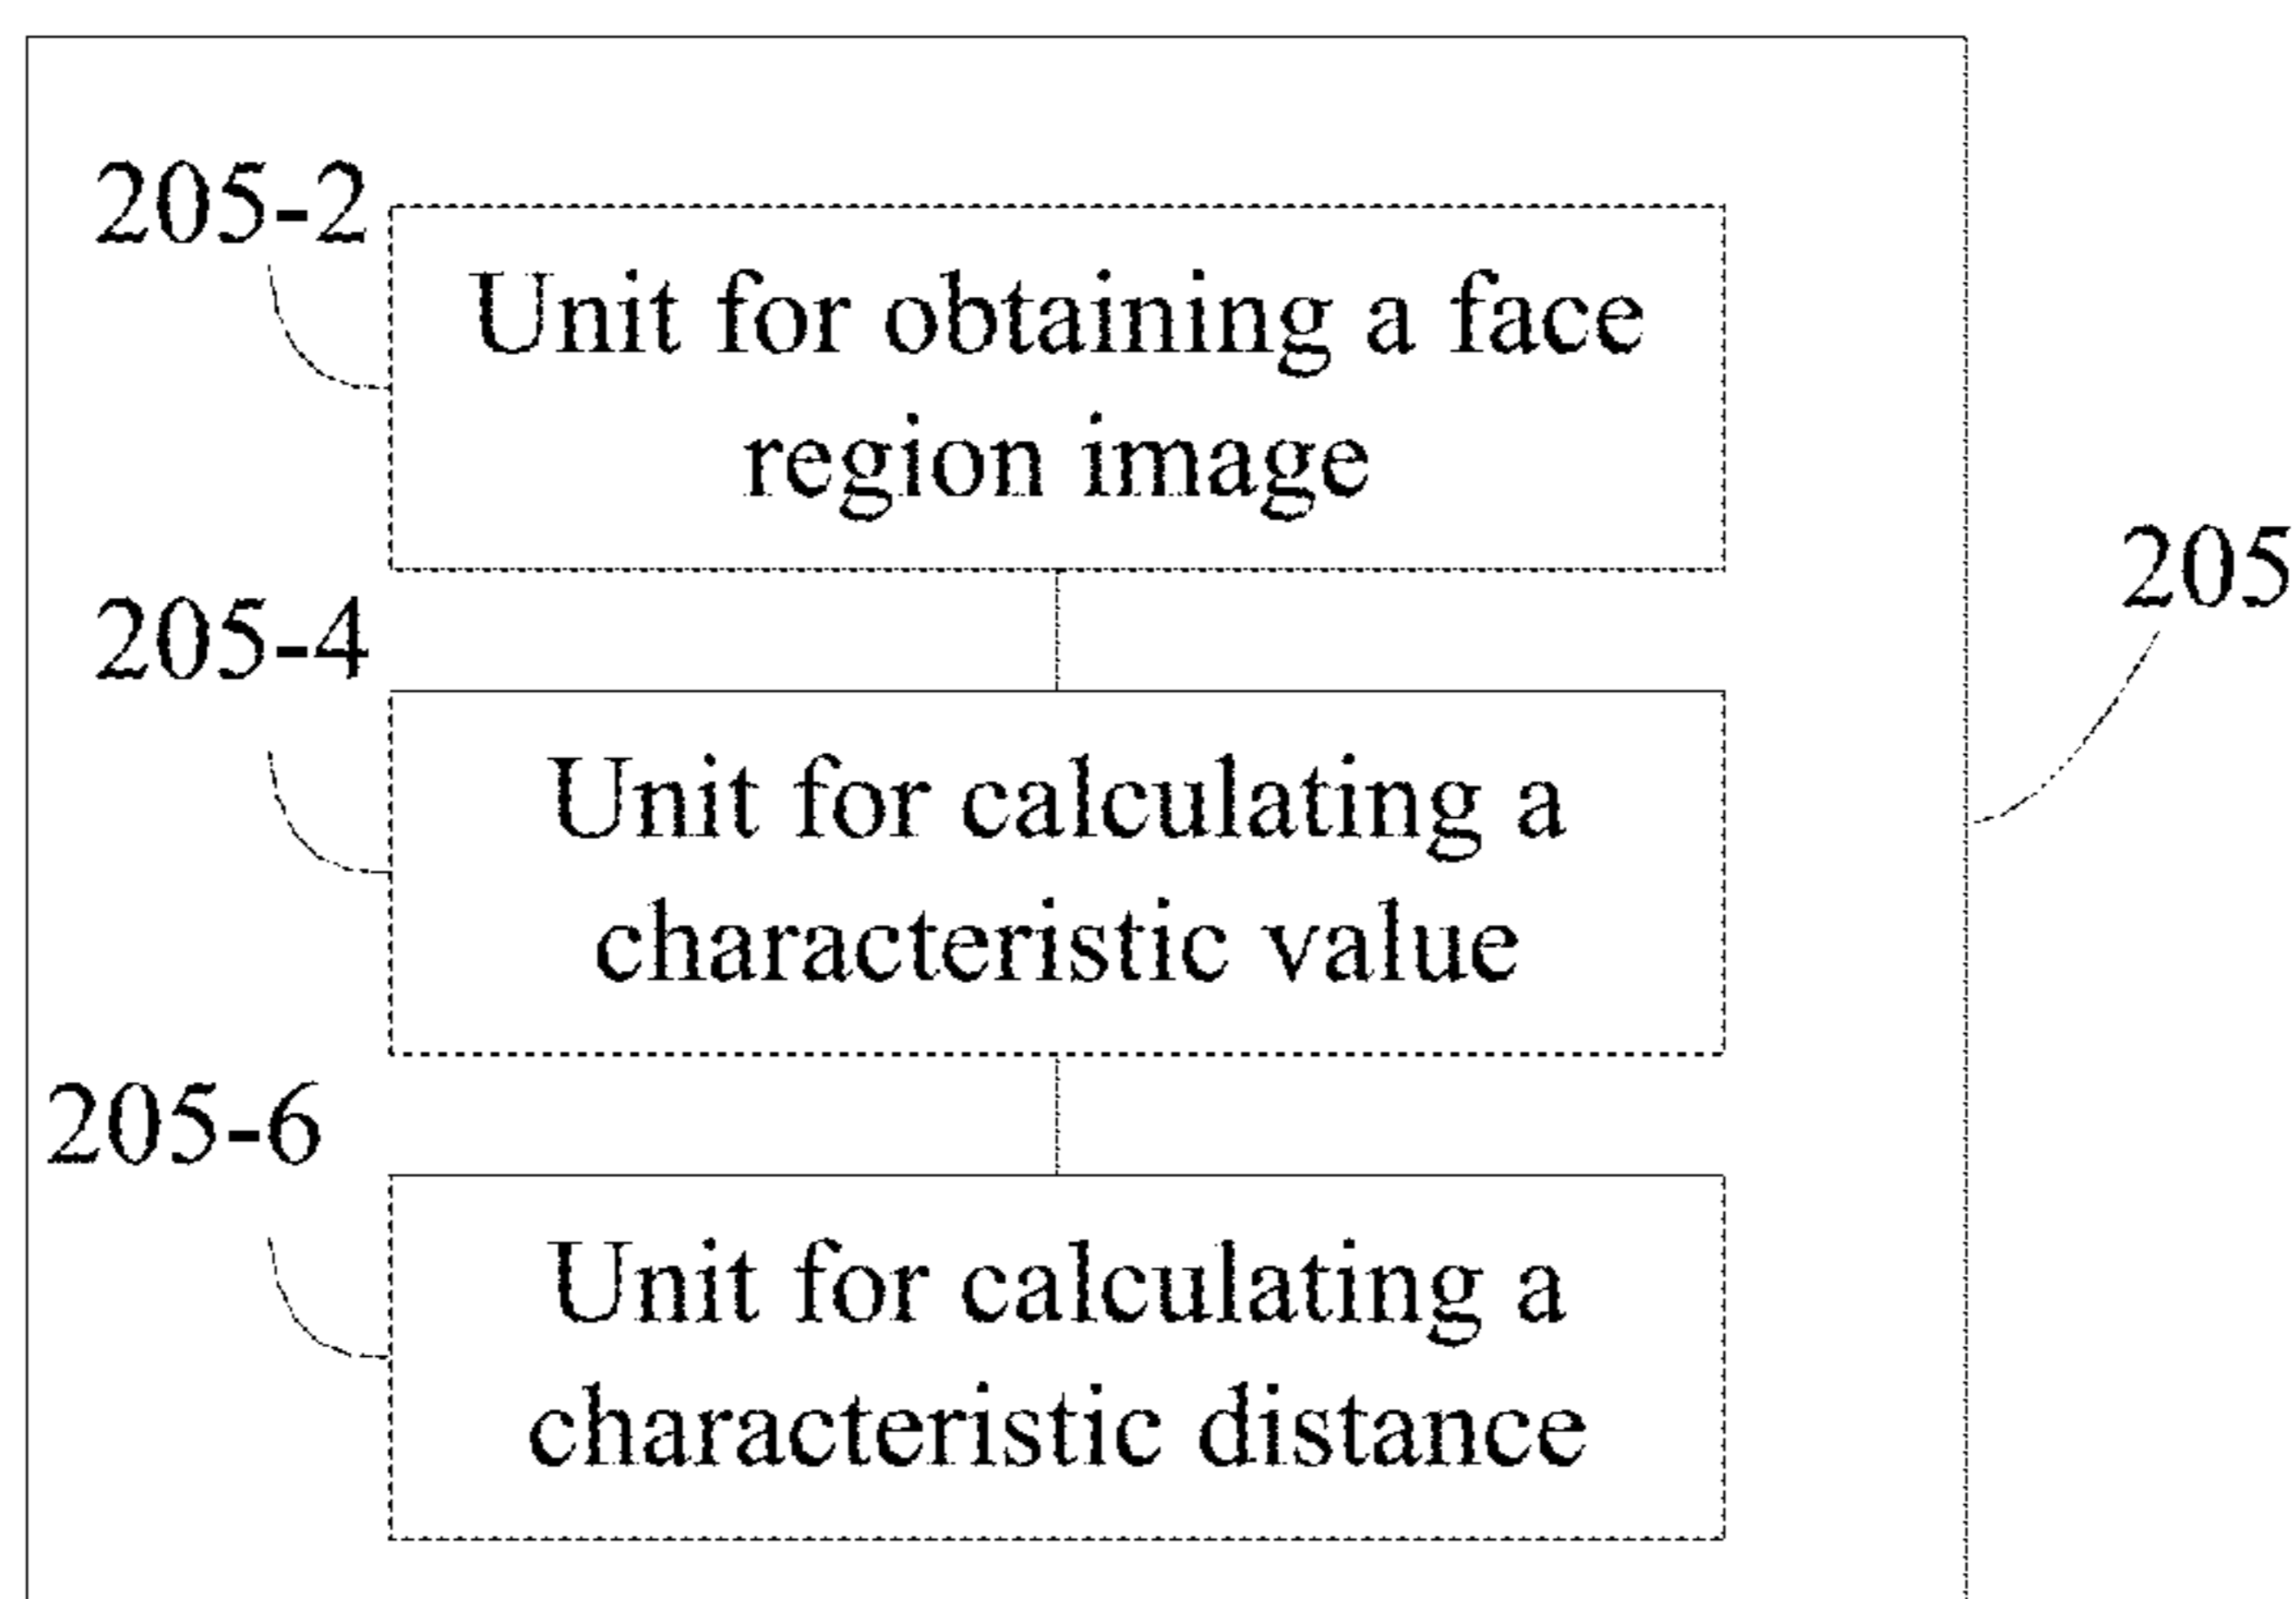 205-2
Unit for obtaining a face
region image
205
205-4
Unit for calculating a
characteristic value
205-6
Unit for calculating a
characteristic distance